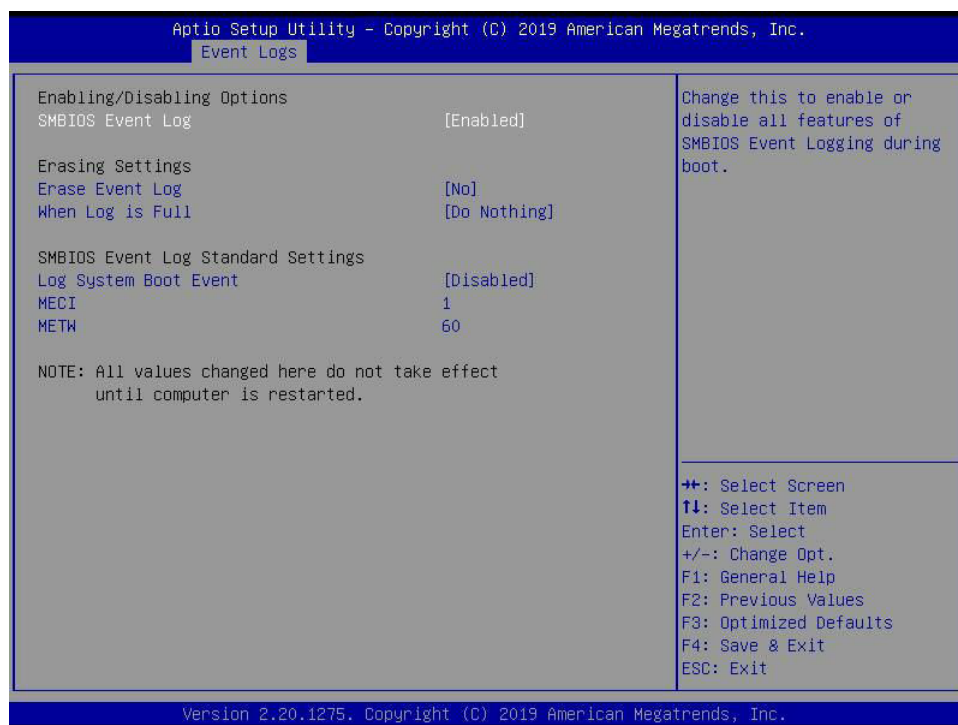 Aptio Setup Utility – Copyright (C) 2019 American Megatrends, Inc.
Event Logs
Enabling/Disabling Options
SMBIOS Event Log [Enabled]
Erasing Settings
Erase Event Log [No]
When Log is Full [Do Nothing]
SMBIOS Event Log Standard Settings
Log System Boot Event [Disabled]
MECI 1
METW 60
NOTE: All values changed here do not take effect
until computer is restarted.
Change this to enable or
disable all features of
SMBIOS Event Logging during
boot.
→←: Select Screen
↑↓: Select Item
Enter: Select
+/-: Change Opt.
F1: General Help
F2: Previous Values
F3: Optimized Defaults
F4: Save & Exit
ESC: Exit
Version 2.20.1275. Copyright (C) 2019 American Megatrends, Inc.